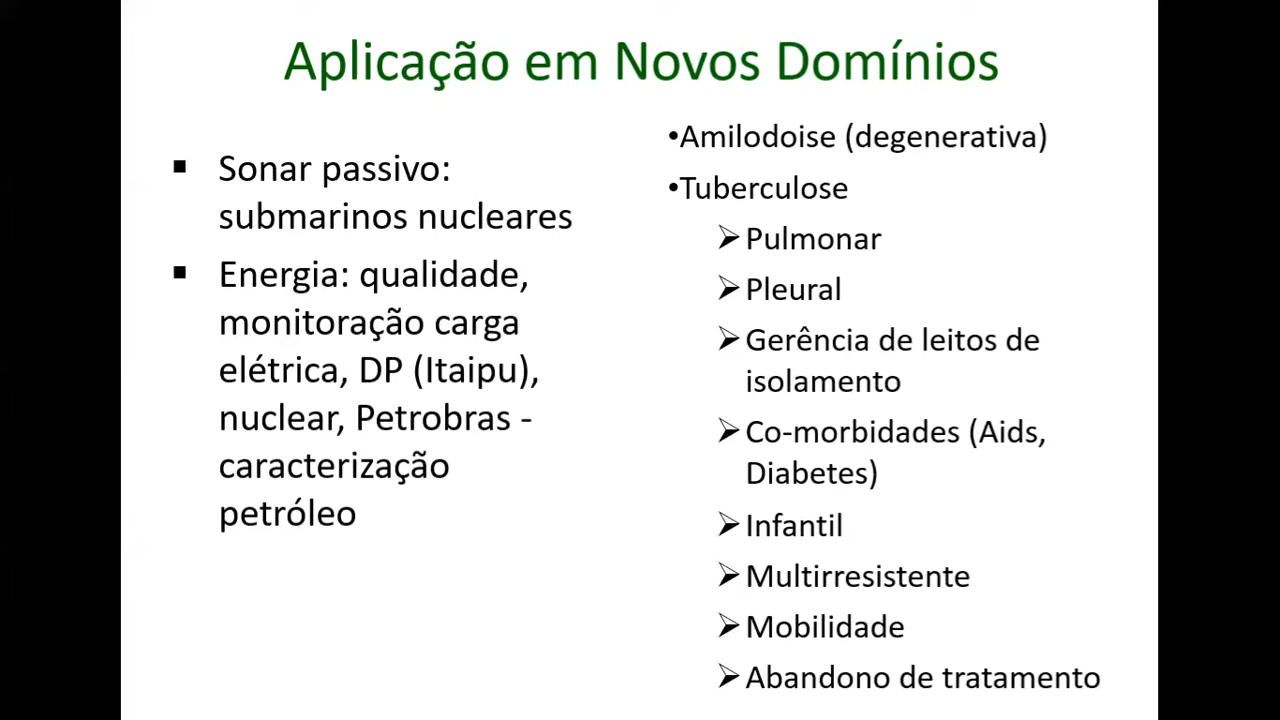 Aplicação em Novos Domínios
▪ Sonar passivo:
submarinos nucleares
▪ Energia: qualidade,
monitoração carga
elétrica, DP (Itaipu),
nuclear, Petrobras -
caracterização
petróleo
•Amilodoise (degenerativa)
•Tuberculose
➢Pulmonar
➢Pleural
➢Gerência de leitos de
isolamento
➢Co-morbidades (Aids,
Diabetes)
➢Infantil
➢Multirresistente
➢Mobilidade
➢Abandono de tratamento